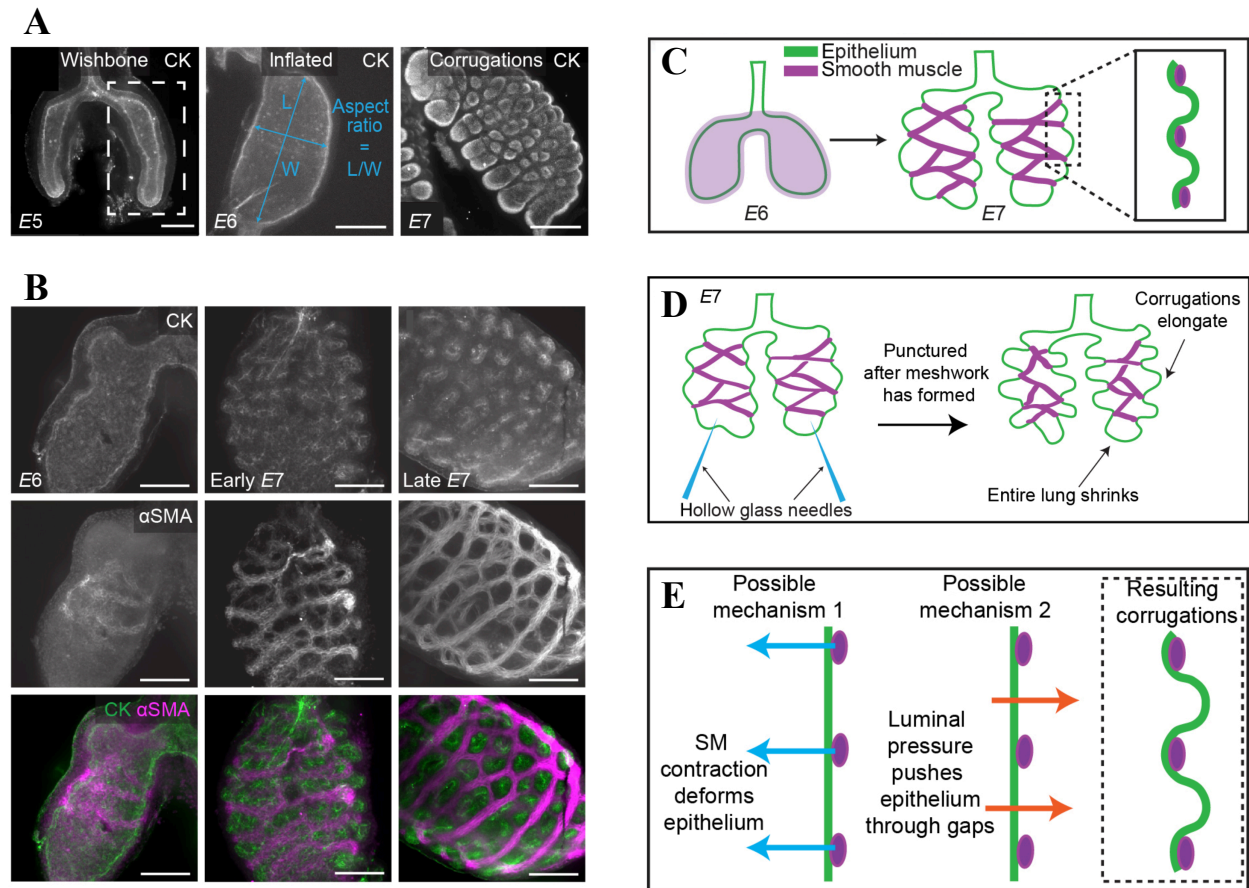 A
Wishbone CK
E5
Inflated CK
L
W
Aspect
ratio
=
L/W
E6
Corrugations CK
E7
B
CK
E6
Early E7
Late E7
αSMA
CK αSMA
C
Epithelium
Smooth muscle
E6
E7
D
E7
Punctured
after meshwork
has formed
Corrugations
elongate
Hollow glass needles
Entire lung shrinks
E
Possible
mechanism 1
SM
contraction
deforms
epithelium
Possible
mechanism 2
Luminal
pressure
pushes
epithelium
through gaps
Resulting
corrugations